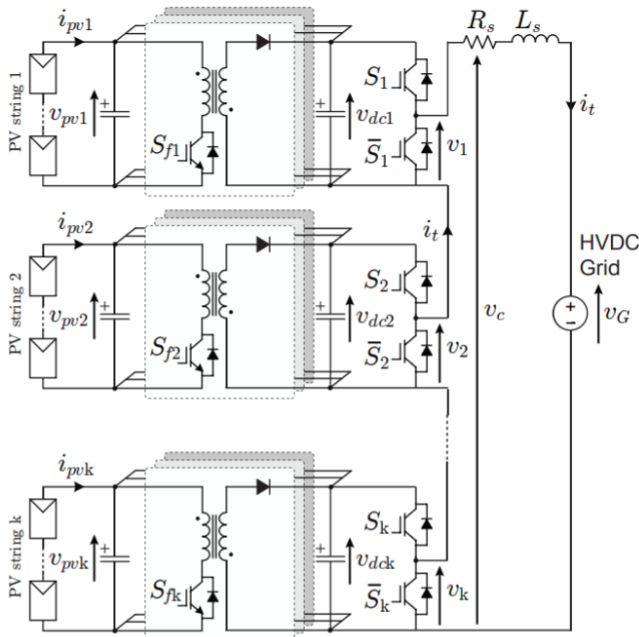 i_pv1
R_s
L_s
PV string 1
v_pv1
+
S_f1
+
v_dc1
S_1
S̅_1
v_1
i_t
i_pv2
i_t
HVDC
Grid
PV string 2
v_pv2
+
S_f2
+
v_dc2
S_2
S̅_2
v_2
v_c
+
−
v_G
i_pvk
PV string k
v_pvk
+
S_fk
+
v_dck
S_k
S̅_k
v_k